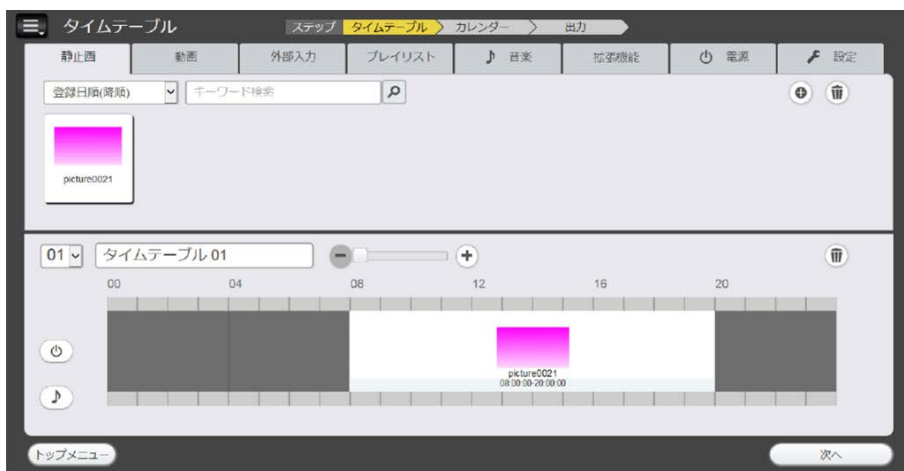 タイムテーブル
ステップ タイムテーブル カレンダー 出力
静止画 動画 外部入力 プレイリスト 音楽 拡張機能 電源 設定
登録日順(降順) キーワード検索
picture0021
01 タイムテーブル 01
00 04 08 12 16 20
picture0021
08:00:00-20:00:00
トップメニュー 次へ